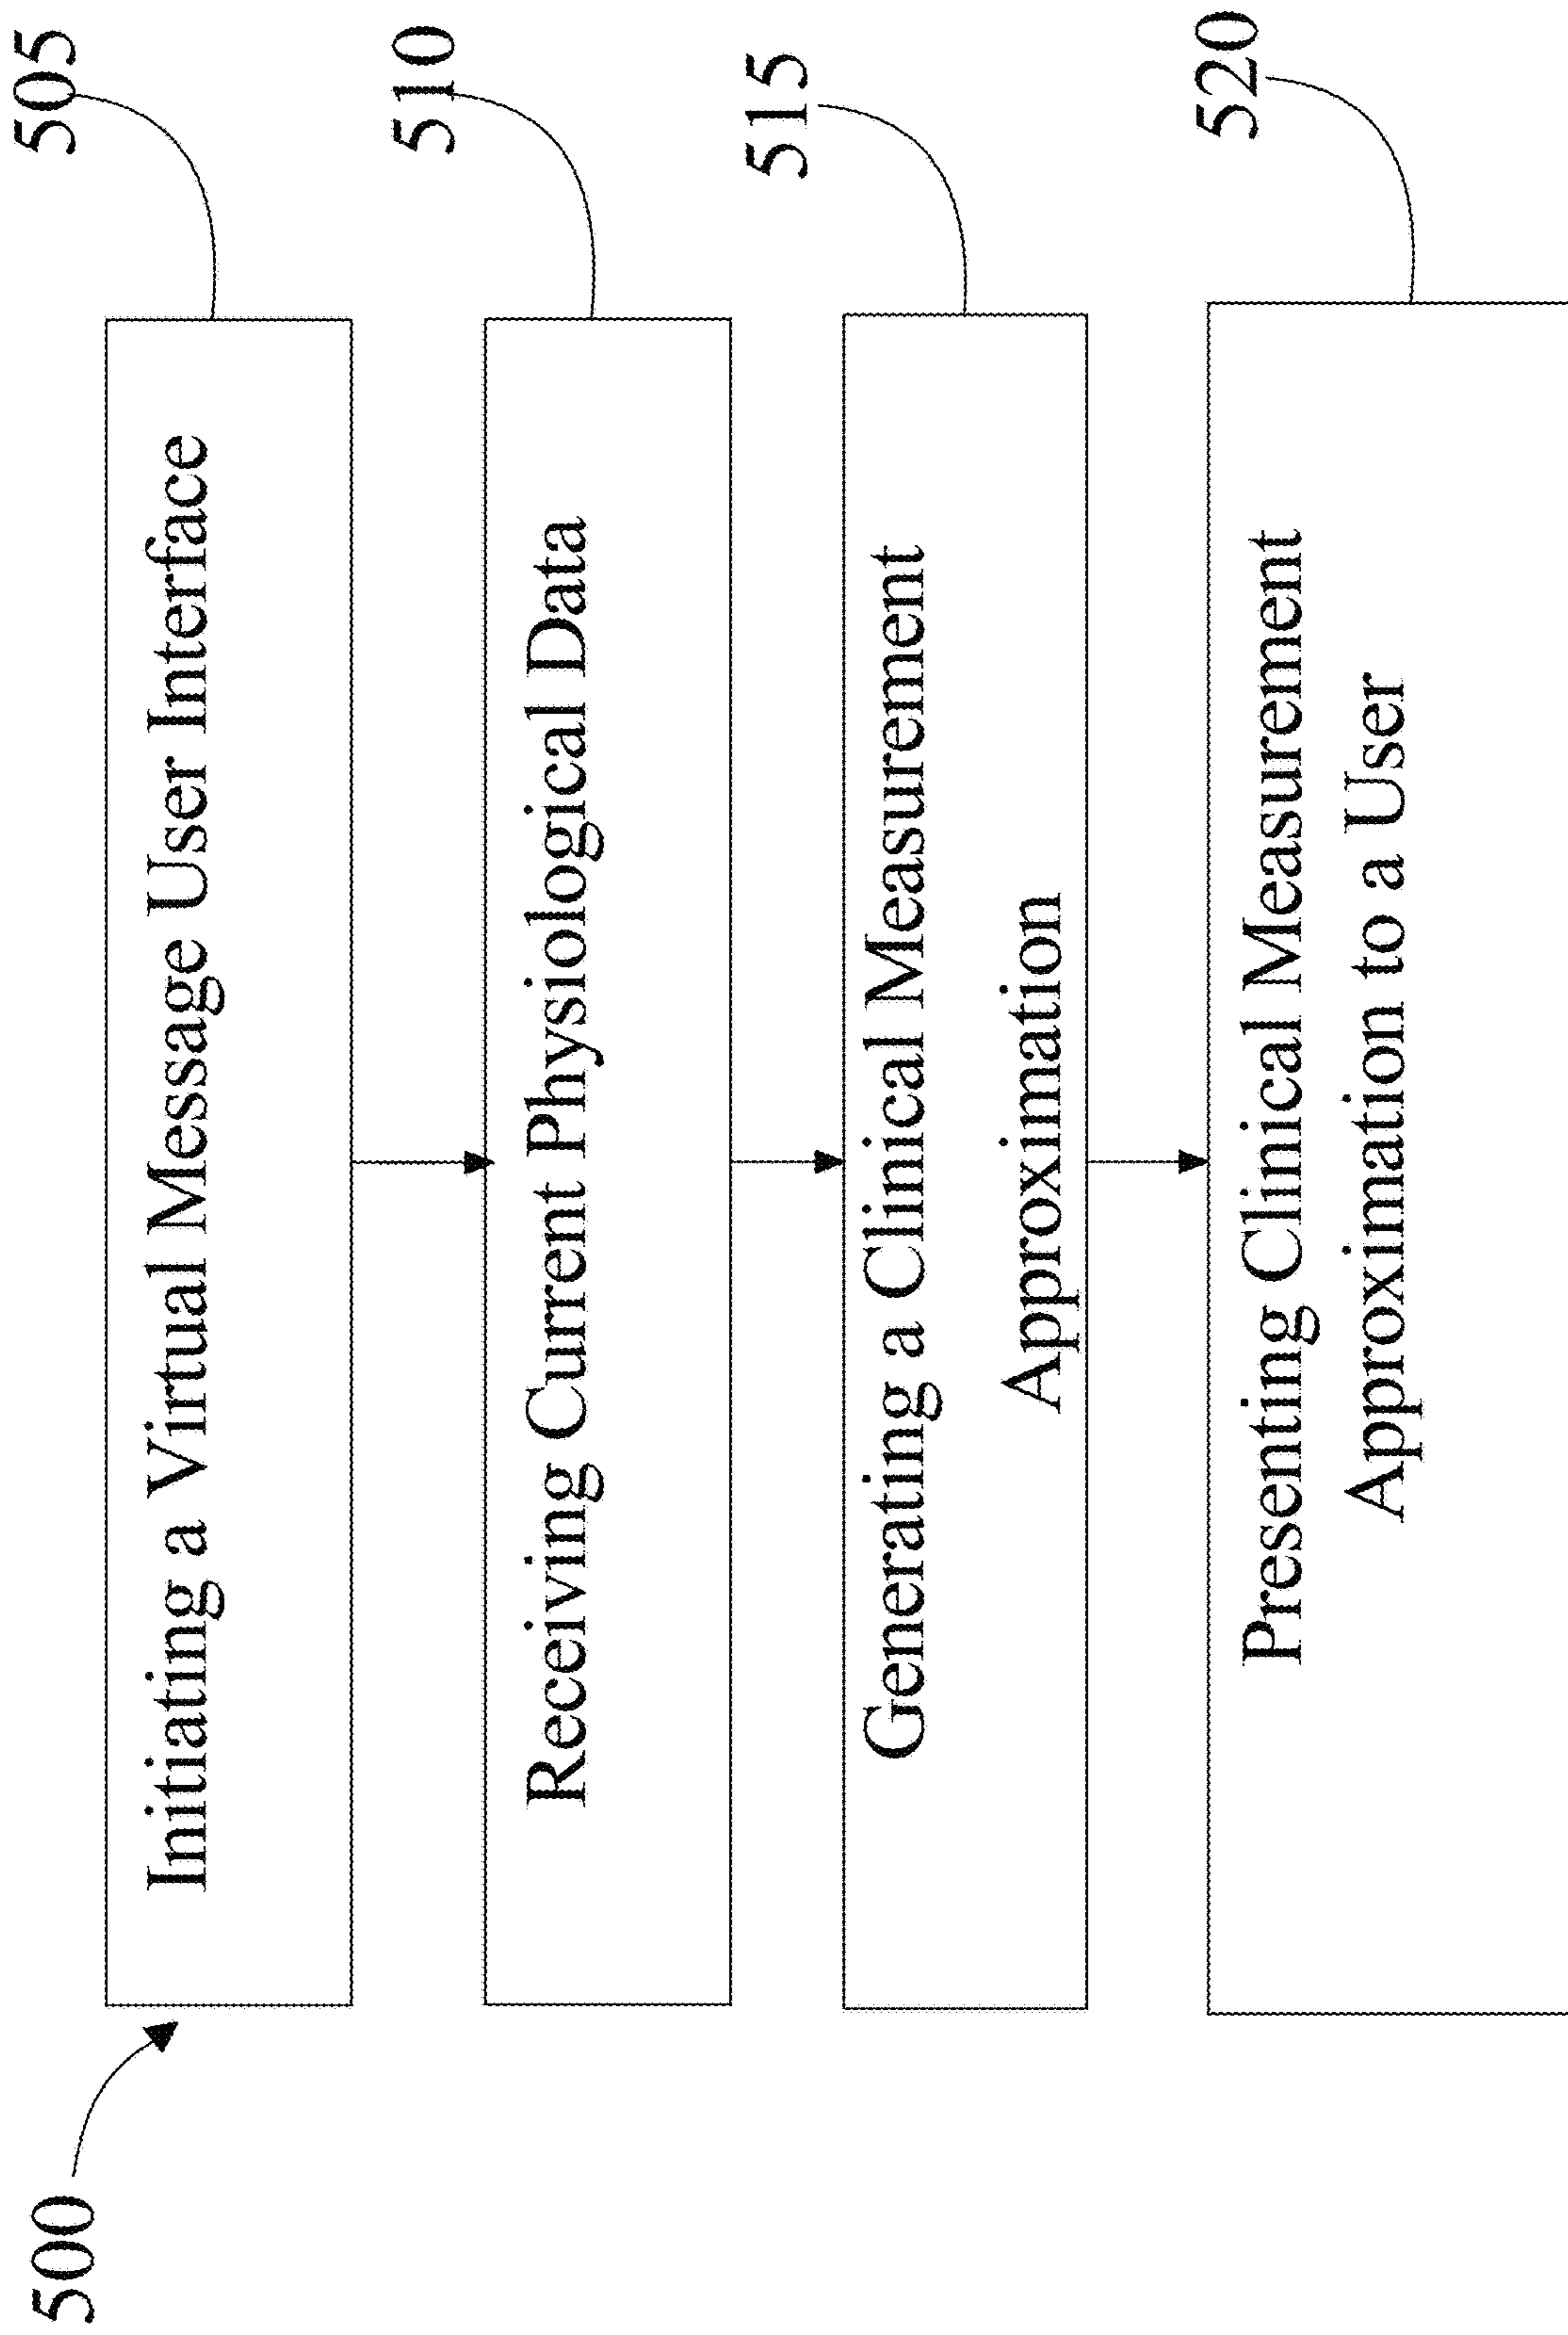 500
505
Initiating a Virtual Message User Interface
510
Receiving Current Physiological Data
515
Generating a Clinical Measurement
Approximation
520
Presenting Clinical Measurement
Approximation to a User